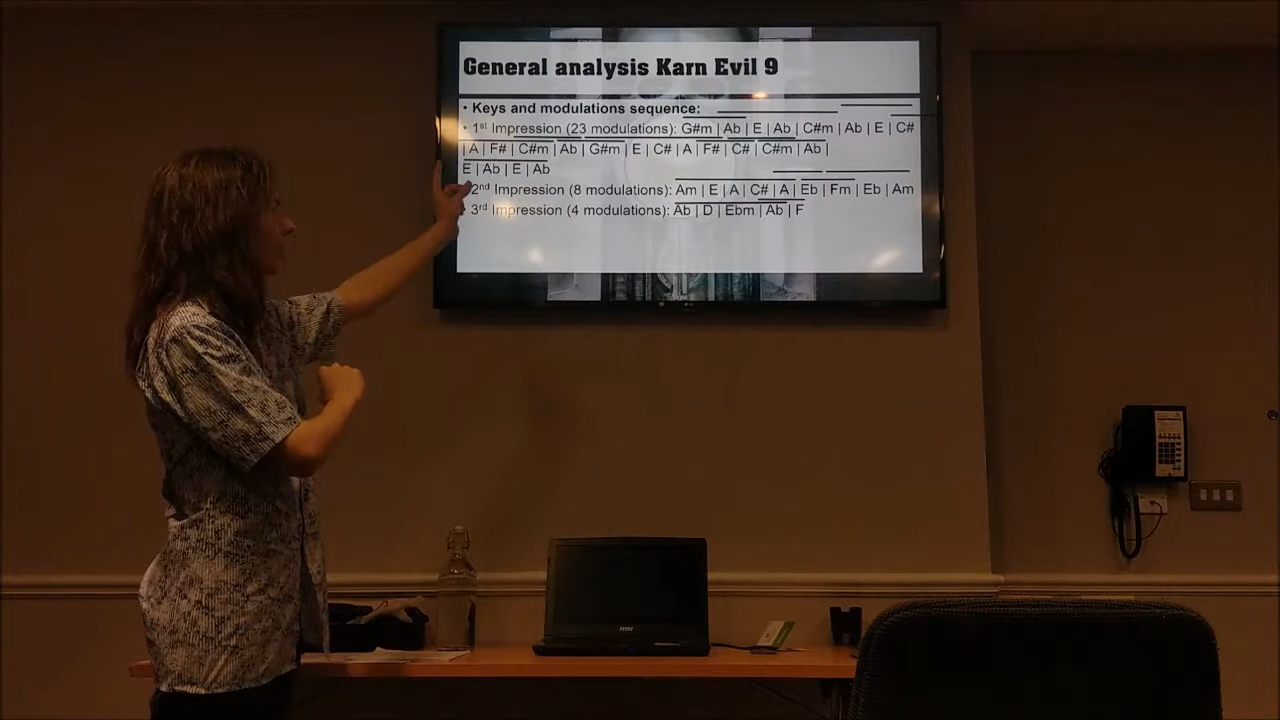 General analysis Karn Evil 9
• Keys and modulations sequence:
• 1st Impression (23 modulations): G#m | Ab | E | Ab | C#m | Ab | E | C#
| A | F# | C#m | Ab | G#m | E | C# | A | F# | C# | C#m | Ab |
E | Ab | E | Ab
2nd Impression (8 modulations): Am | E | A | C# | A | Eb | Fm | Eb | Am
• 3rd Impression (4 modulations): Ab | D | Ebm | Ab | F
msi